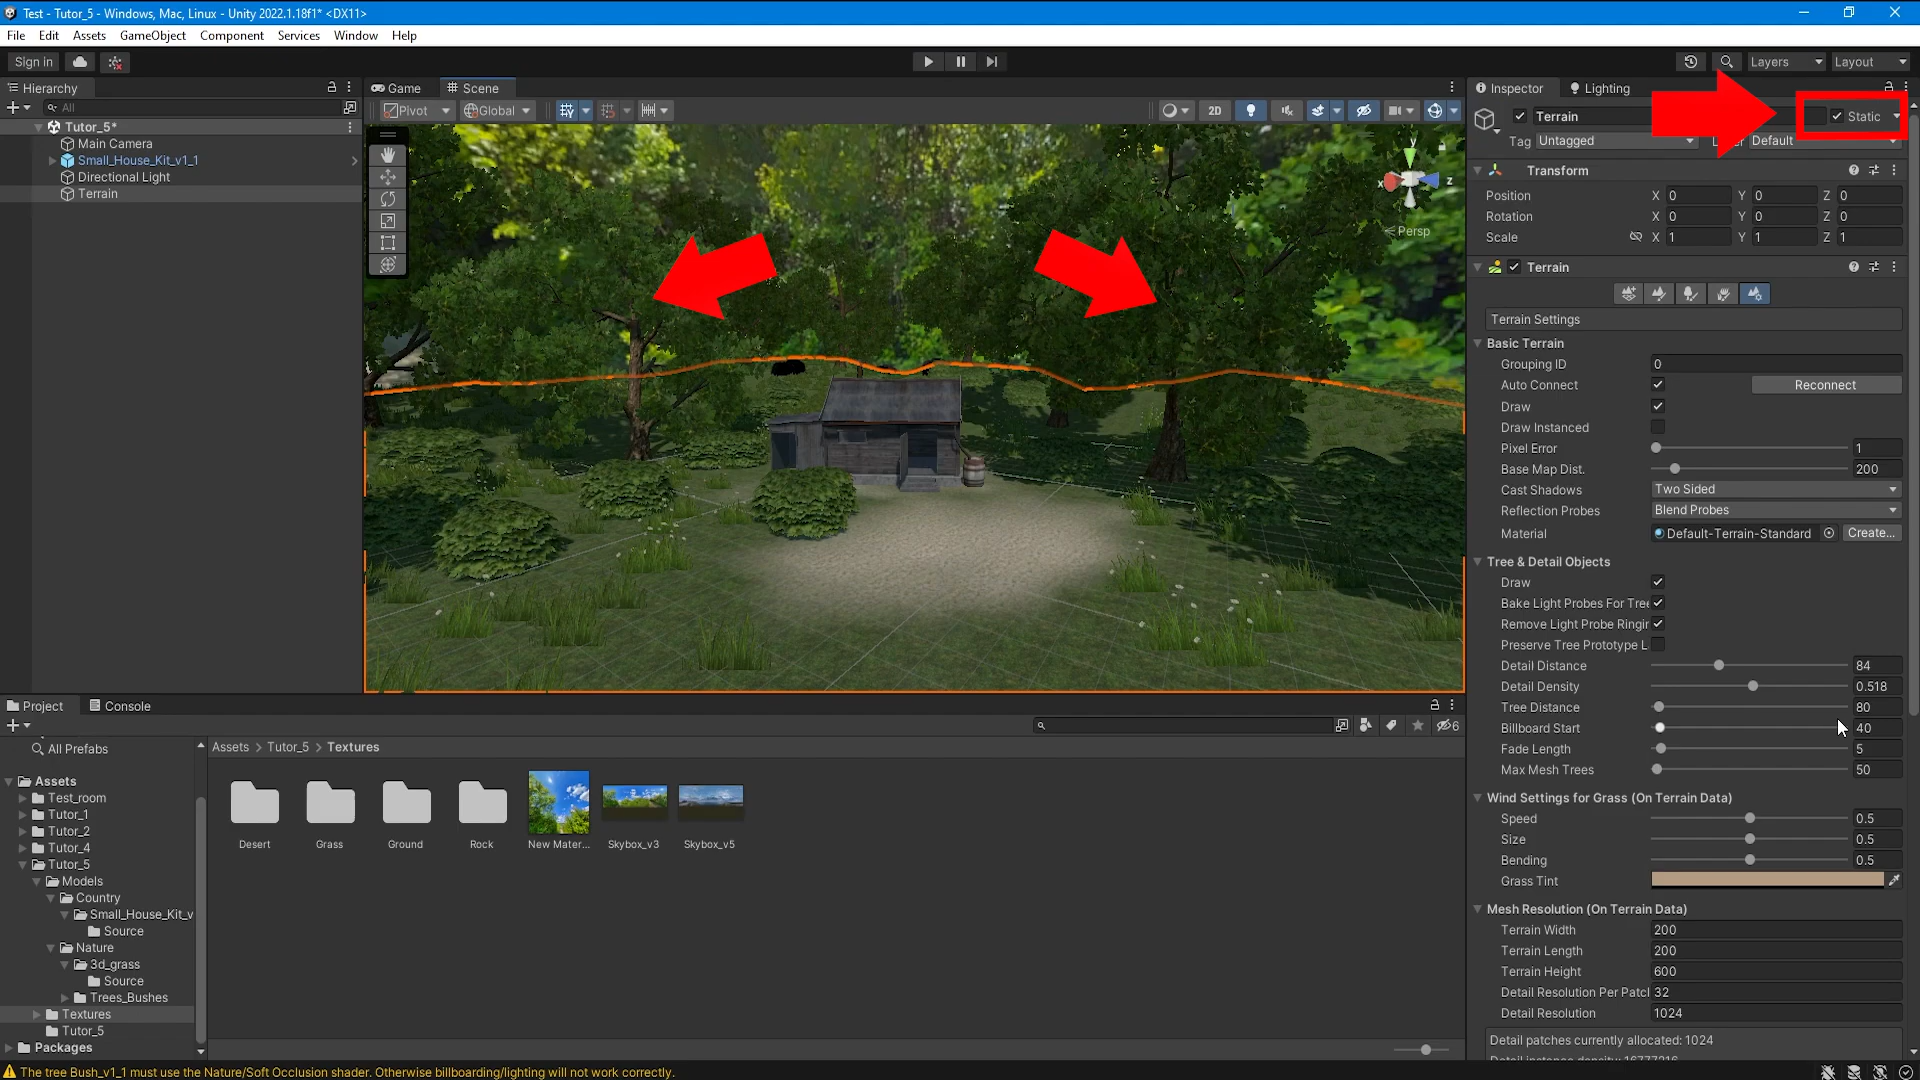 Test - Tutor_5 - Windows, Mac, Linux - Unity 2022.1.18f1* <DX11>
File Edit Assets GameObject Component Services Window Help
Sign in
Layers
Layout
Hierarchy
All
Tutor_5*
Main Camera
Small_House_Kit_v1_1
Directional Light
Terrain
Game
Scene
Pivot
Global
2D
y
x
z
Persp
Inspector
Lighting
Terrain
Static
Tag Untagged
Default
Transform
Position X 0 Y 0 Z 0
Rotation X 0 Y 0 Z 0
Scale X 1 Y 1 Z 1
Terrain
Terrain Settings
Basic Terrain
Grouping ID 0
Auto Connect Reconnect
Draw
Draw Instanced
Pixel Error 1
Base Map Dist. 200
Cast Shadows Two Sided
Reflection Probes Blend Probes
Material Default-Terrain-Standard Create...
Tree & Detail Objects
Draw
Bake Light Probes For Tree
Remove Light Probe Ringin
Preserve Tree Prototype L
Detail Distance 84
Detail Density 0.518
Tree Distance 80
Billboard Start 40
Fade Length 5
Max Mesh Trees 50
Wind Settings for Grass (On Terrain Data)
Speed 0.5
Size 0.5
Bending 0.5
Grass Tint
Mesh Resolution (On Terrain Data)
Terrain Width 200
Terrain Length 200
Terrain Height 600
Detail Resolution Per Patcl 32
Detail Resolution 1024
Detail patches currently allocated: 1024
Project
Console
6
All Prefabs
Assets
Test_room
Tutor_1
Tutor_2
Tutor_4
Tutor_5
Models
Country
Small_House_Kit_v
Source
Nature
3d_grass
Source
Trees_Bushes
Textures
Tutor_5
Packages
Assets > Tutor_5 > Textures
Desert
Grass
Ground
Rock
New Mater...
Skybox_v3
Skybox_v5
The tree Bush_v1_1 must use the Nature/Soft Occlusion shader. Otherwise billboarding/lighting will not work correctly.